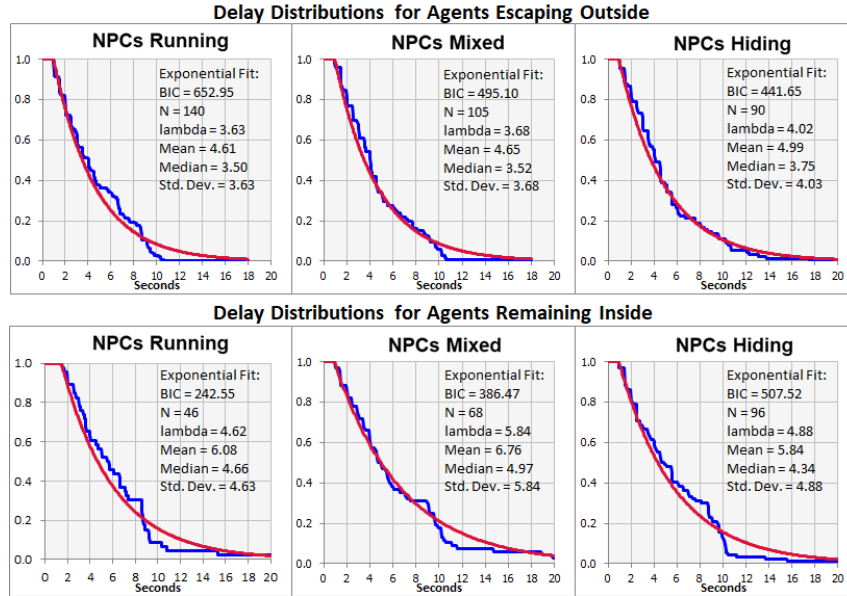 Delay Distributions for Agents Escaping Outside
NPCs Running
1.0
0.8
0.6
0.4
0.2
0.0
0 2 4 6 8 10 12 14 16 18 20
Seconds
Exponential Fit:
BIC = 652.95
N = 140
lambda = 3.63
Mean = 4.61
Median = 3.50
Std. Dev. = 3.63
NPCs Mixed
1.0
0.8
0.6
0.4
0.2
0.0
0 2 4 6 8 10 12 14 16 18 20
Seconds
Exponential Fit:
BIC = 495.10
N = 105
lambda = 3.68
Mean = 4.65
Median = 3.52
Std. Dev. = 3.68
NPCs Hiding
1.0
0.8
0.6
0.4
0.2
0.0
0 2 4 6 8 10 12 14 16 18 20
Seconds
Exponential Fit:
BIC = 441.65
N = 90
lambda = 4.02
Mean = 4.99
Median = 3.75
Std. Dev. = 4.03
Delay Distributions for Agents Remaining Inside
NPCs Running
1.0
0.8
0.6
0.4
0.2
0.0
0 2 4 6 8 10 12 14 16 18 20
Seconds
Exponential Fit:
BIC = 242.55
N = 46
lambda = 4.62
Mean = 6.08
Median = 4.66
Std. Dev. = 4.63
NPCs Mixed
1.0
0.8
0.6
0.4
0.2
0.0
0 2 4 6 8 10 12 14 16 18 20
Seconds
Exponential Fit:
BIC = 386.47
N = 68
lambda = 5.84
Mean = 6.76
Median = 4.97
Std. Dev. = 5.84
NPCs Hiding
1.0
0.8
0.6
0.4
0.2
0.0
0 2 4 6 8 10 12 14 16 18 20
Seconds
Exponential Fit:
BIC = 507.52
N = 96
lambda = 4.88
Mean = 5.84
Median = 4.34
Std. Dev. = 4.88